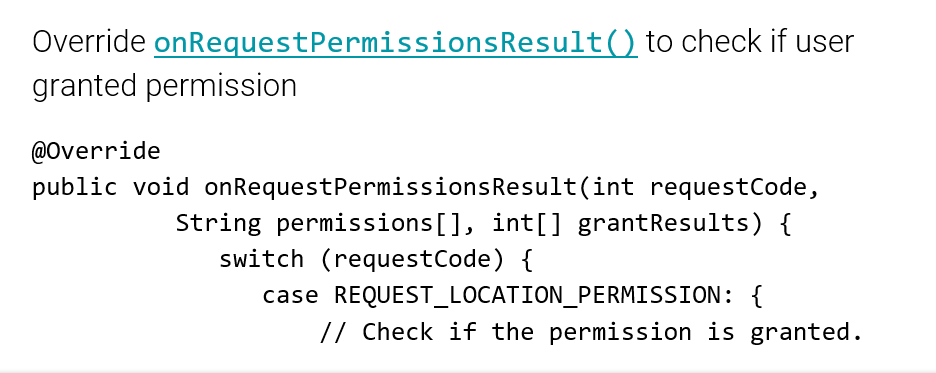 Override onRequestPermissionsResult() to check if user
granted permission
@Override
public void onRequestPermissionsResult(int requestCode,
String permissions[], int[] grantResults) {
switch (requestCode) {
case REQUEST_LOCATION_PERMISSION: {
// Check if the permission is granted.